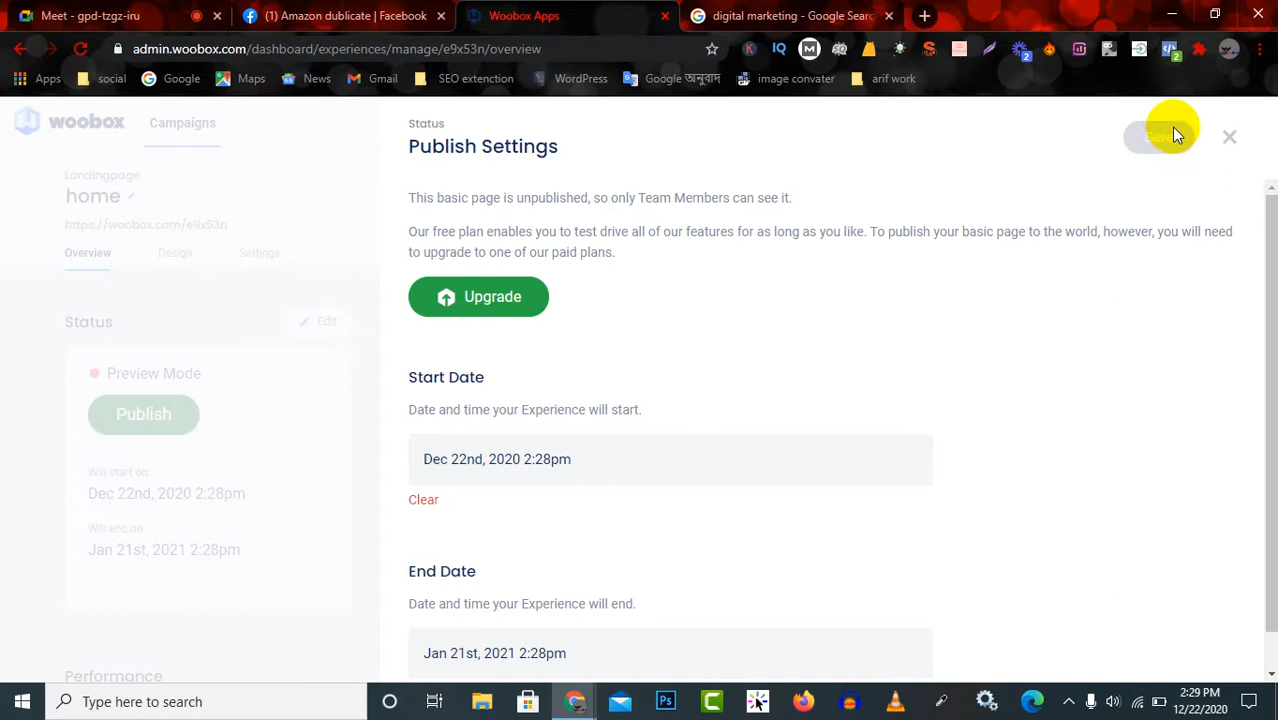 Meet - gpd-tzgz-iru
(1) Amazon dublicate | Facebook
Woobox Apps
digital marketing - Google Searc
admin.woobox.com/dashboard/experiences/manage/e9x53n/overview
2
2
Apps
social
Google
Maps
News
Gmail
SEO extenction
WordPress
Google অনুবাদ
image convater
arif work
woobox
Campaigns
Landingpage
home
https://woobox.com/e9x53n
Overview
Design
Settings
Status
Edit
Preview Mode
Publish
Will start on:
Dec 22nd, 2020 2:28pm
Will end on:
Jan 21st, 2021 2:28pm
Performance
Status
Publish Settings
Save
This basic page is unpublished, so only Team Members can see it.
Our free plan enables you to test drive all of our features for as long as you like. To publish your basic page to the world, however, you will need
to upgrade to one of our paid plans.
Upgrade
Start Date
Date and time your Experience will start.
Dec 22nd, 2020 2:28pm
Clear
End Date
Date and time your Experience will end.
Jan 21st, 2021 2:28pm
Type here to search
2:29 PM
12/22/2020